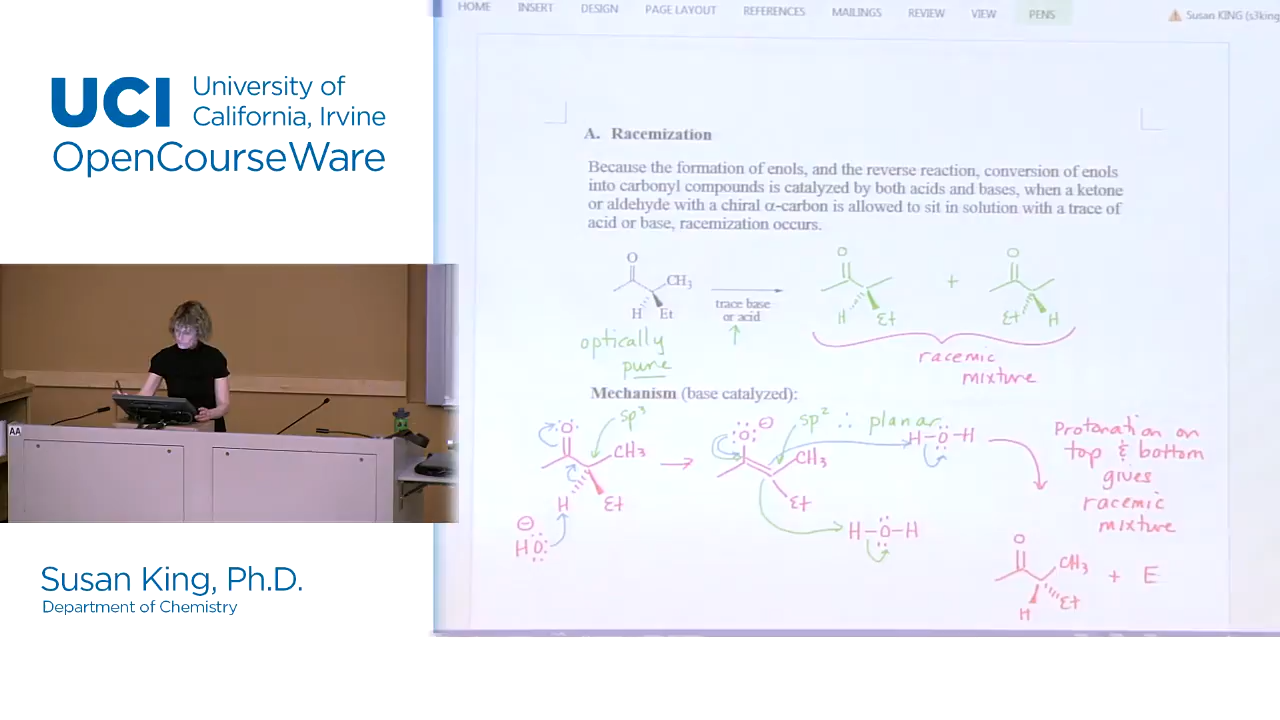 HOME INSERT DESIGN PAGE LAYOUT REFERENCES MAILINGS REVIEW VIEW PENS
Susan KING (s3king
UCI University of
California, Irvine
OpenCourseWare
A. Racemization
Because the formation of enols, and the reverse reaction, conversion of enols
into carbonyl compounds is catalyzed by both acids and bases, when a ketone
or aldehyde with a chiral α-carbon is allowed to sit in solution with a trace of
acid or base, racemization occurs.
O
CH3
H Et
trace base
or acid
O
H Et
+
O
Et H
optically
pure
racemic
mixture
Mechanism (base catalyzed):
sp³
O
CH3
H Et
⊖
HO
sp² ∴ planar
O ⊖
CH3
Et
H-O-H
H-O-H
Protonation on
top & bottom
gives
racemic
mixture
O
CH3
Et
H
+ E
AA
Susan King, Ph.D.
Department of Chemistry